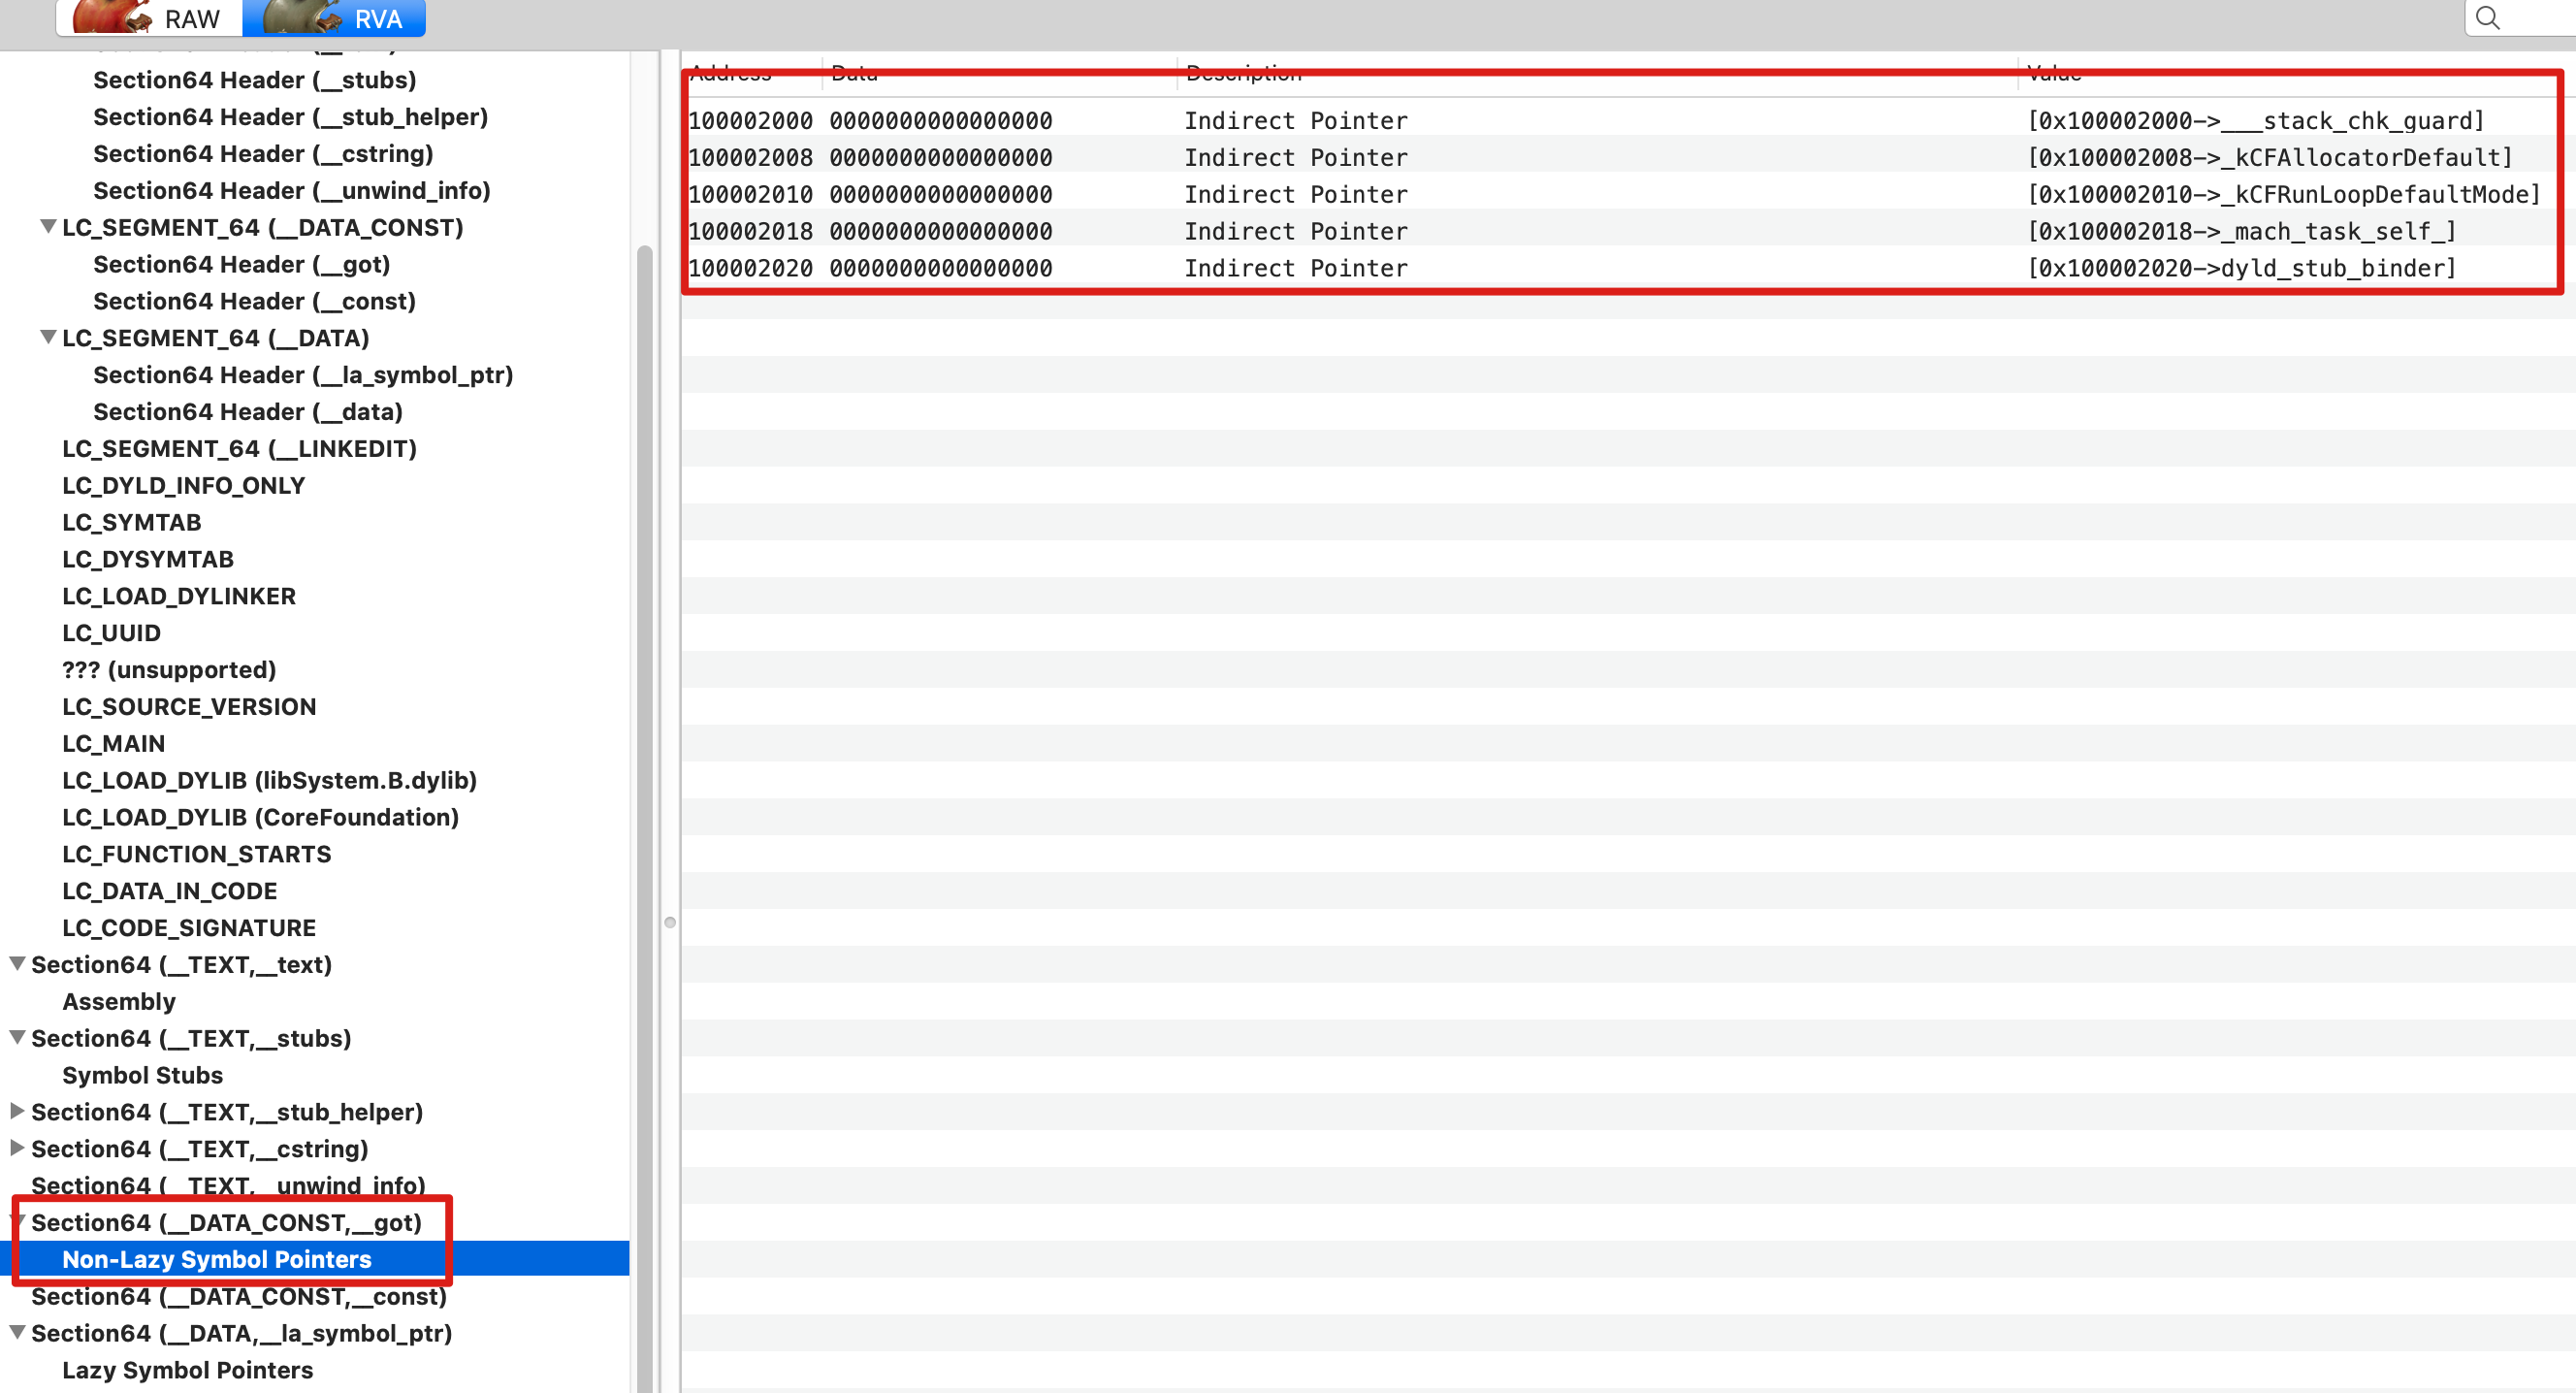 RAW RVA
Section64 Header (__stubs)
Section64 Header (__stub_helper)
Section64 Header (__cstring)
Section64 Header (__unwind_info)
LC_SEGMENT_64 (__DATA_CONST)
Section64 Header (__got)
Section64 Header (__const)
LC_SEGMENT_64 (__DATA)
Section64 Header (__la_symbol_ptr)
Section64 Header (__data)
LC_SEGMENT_64 (__LINKEDIT)
LC_DYLD_INFO_ONLY
LC_SYMTAB
LC_DYSYMTAB
LC_LOAD_DYLINKER
LC_UUID
??? (unsupported)
LC_SOURCE_VERSION
LC_MAIN
LC_LOAD_DYLIB (libSystem.B.dylib)
LC_LOAD_DYLIB (CoreFoundation)
LC_FUNCTION_STARTS
LC_DATA_IN_CODE
LC_CODE_SIGNATURE
Section64 (__TEXT,__text)
Assembly
Section64 (__TEXT,__stubs)
Symbol Stubs
Section64 (__TEXT,__stub_helper)
Section64 (__TEXT,__cstring)
Section64 (__TEXT,__unwind_info)
Section64 (__DATA_CONST,__got)
Non-Lazy Symbol Pointers
Section64 (__DATA_CONST,__const)
Section64 (__DATA,__la_symbol_ptr)
Lazy Symbol Pointers
Address Data Description Value
100002000 0000000000000000 Indirect Pointer [0x100002000->___stack_chk_guard]
100002008 0000000000000000 Indirect Pointer [0x100002008->_kCFAllocatorDefault]
100002010 0000000000000000 Indirect Pointer [0x100002010->_kCFRunLoopDefaultMode]
100002018 0000000000000000 Indirect Pointer [0x100002018->_mach_task_self_]
100002020 0000000000000000 Indirect Pointer [0x100002020->dyld_stub_binder]